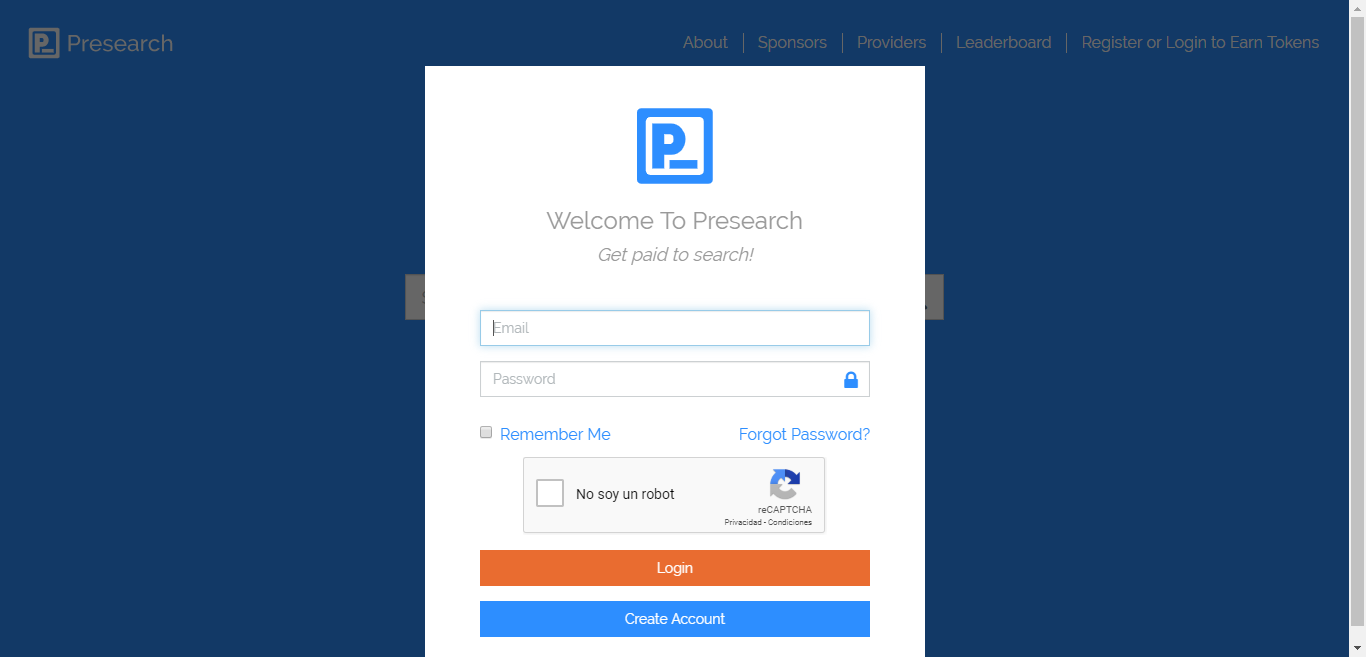 Presearch
About
Sponsors
Providers
Leaderboard
Register or Login to Earn Tokens
P_
Welcome To Presearch
Get paid to search!
Email
Password
Remember Me
Forgot Password?
No soy un robot
reCAPTCHA
Privacidad - Condiciones
Login
Create Account